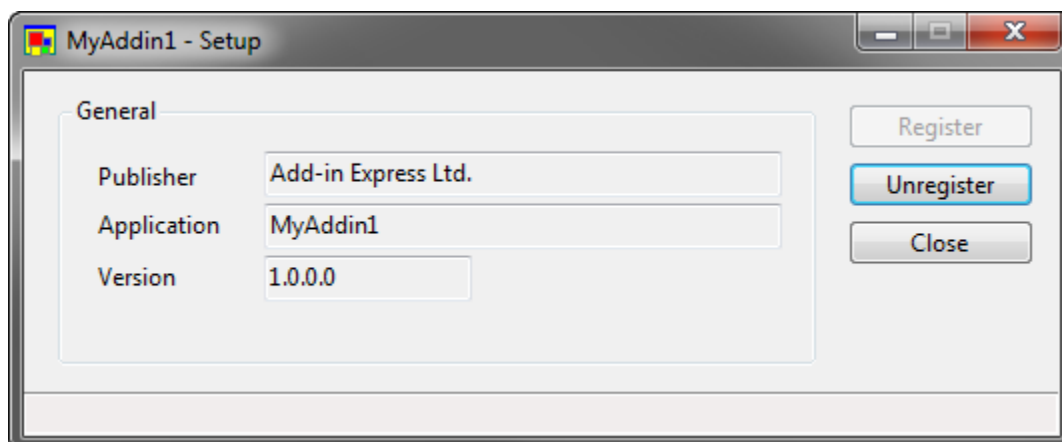 MyAddin1 - Setup
General
Publisher
Add-in Express Ltd.
Application
MyAddin1
Version
1.0.0.0
Register
Unregister
Close